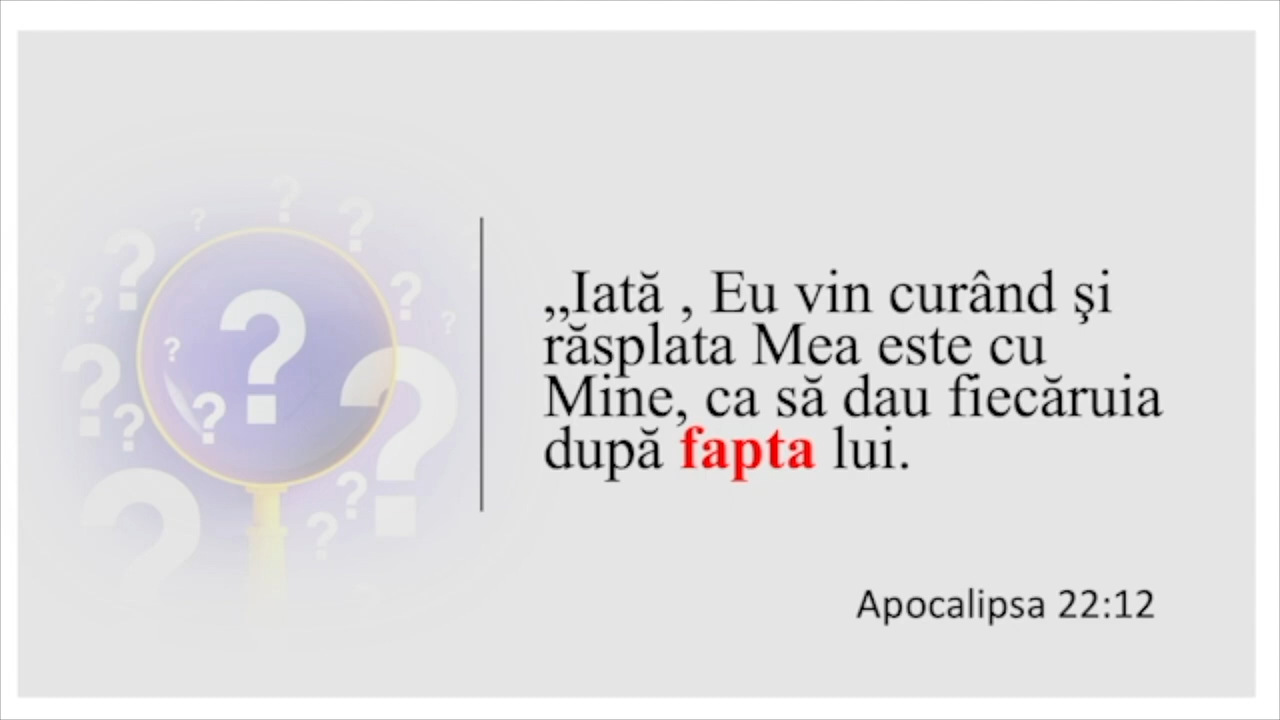 „Iată , Eu vin curând şi
răsplata Mea este cu
Mine, ca să dau fiecăruia
după fapta lui.
Apocalipsa 22:12